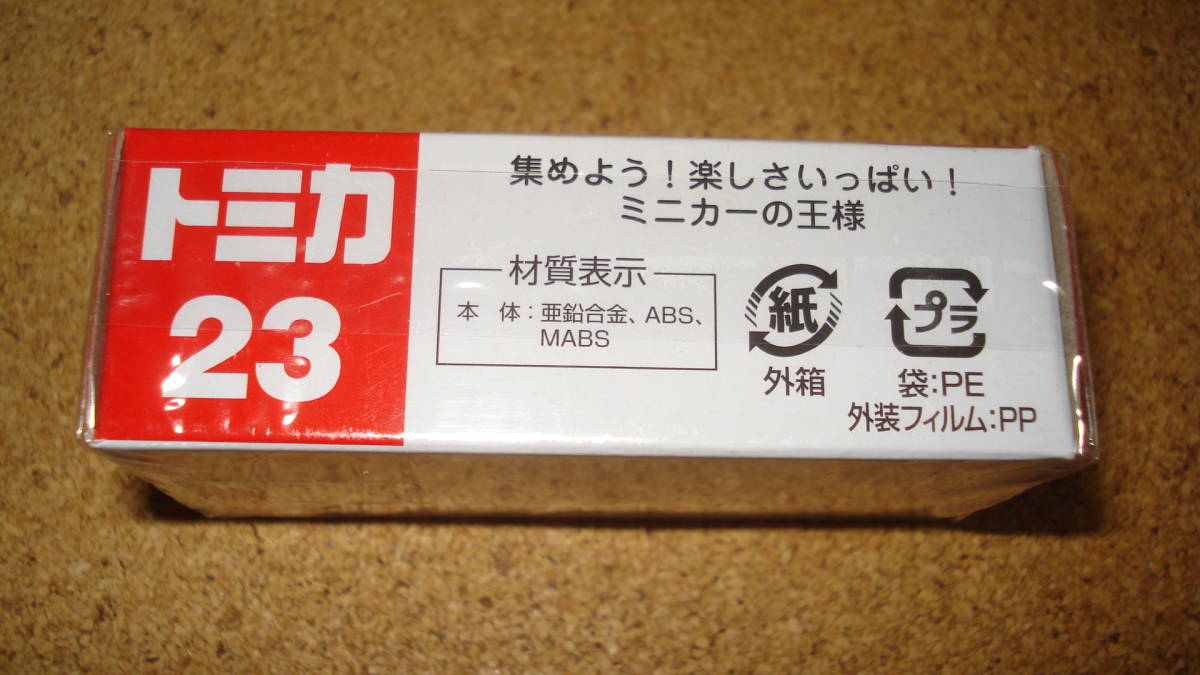 トミカ
23
集めよう！楽しさいっぱい！
ミニカーの王様
材質表示
本 体：亜鉛合金、ABS、
MABS
紙
外箱
プラ
袋:PE
外装フィルム:PP